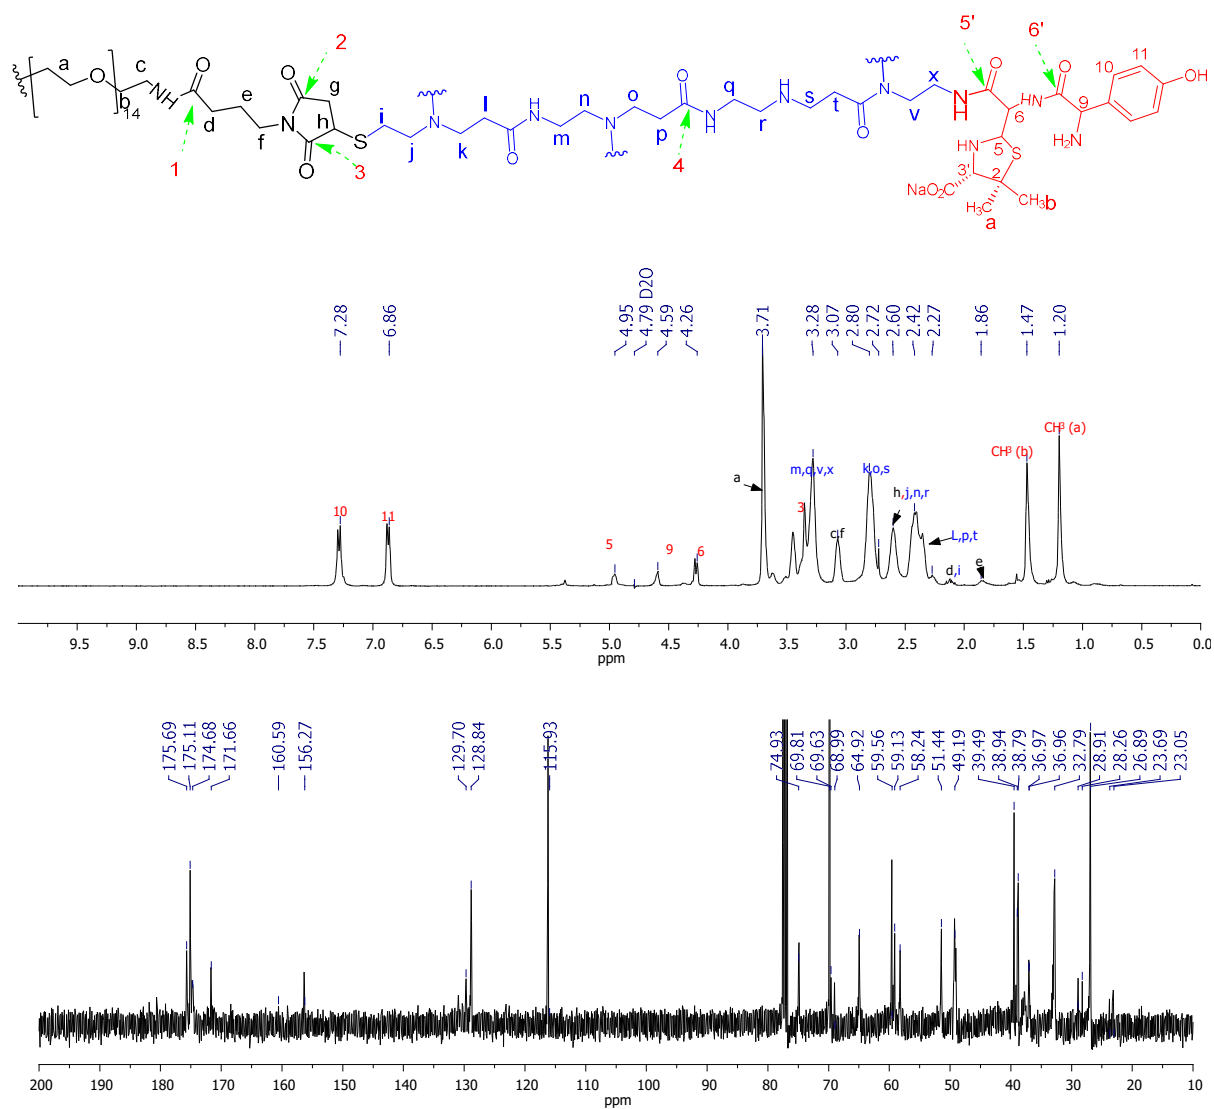 5'
6'
2
a
c
O
O
b
14
NH
e
d
f
1
O
g
N
h
O
3
S
i
j
N
k
l
O
N
H
m
n
N
o
p
O
4
N
H
q
r
H
N
s
t
O
N
v
x
N
H
O
6
NH
O
9
H2N
10
11
OH
HN
5
S
3'
2
NaO2C
H3C
CH3
a
b
7.28
6.86
4.95
4.79 D2O
4.59
4.26
3.71
3.28
3.07
2.80
2.72
2.60
2.42
2.27
1.86
1.47
1.20
10
11
5
9
6
a
3
m,q,v,x
c,f
k,o,s
h,j,n,r
L,p,t
d,i
e
CH3 (b)
CH3 (a)
9.5 9.0 8.5 8.0 7.5 7.0 6.5 6.0 5.5 5.0 4.5 4.0 3.5 3.0 2.5 2.0 1.5 1.0 0.5 0.0
ppm
175.69
175.11
174.68
171.66
160.59
156.27
129.70
128.84
115.93
74.93
69.81
69.63
68.99
64.92
59.56
59.13
58.24
51.44
49.19
39.49
38.94
38.79
36.97
36.96
32.79
28.91
28.26
26.89
23.69
23.05
200 190 180 170 160 150 140 130 120 110 100 90 80 70 60 50 40 30 20 10
ppm